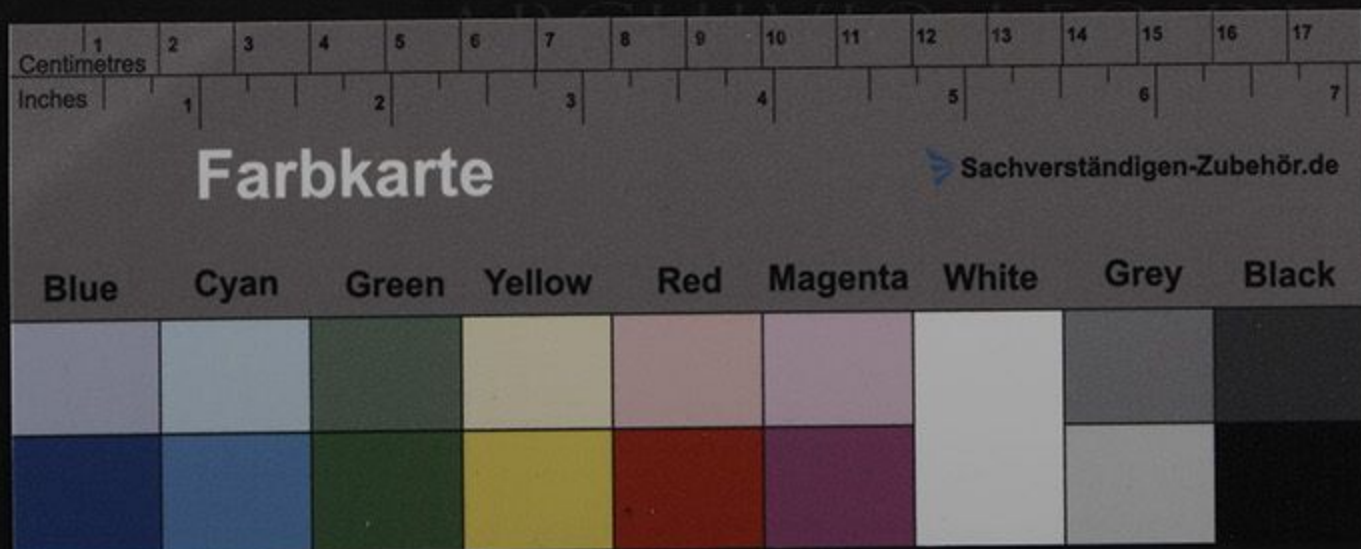 1 2 3 4 5 6 7 8 9 10 11 12 13 14 15 16 17
Centimetres
Inches 1 2 3 4 5 6 7
Farbkarte
Sachverständigen-Zubehör.de
Blue Cyan Green Yellow Red Magenta White Grey Black